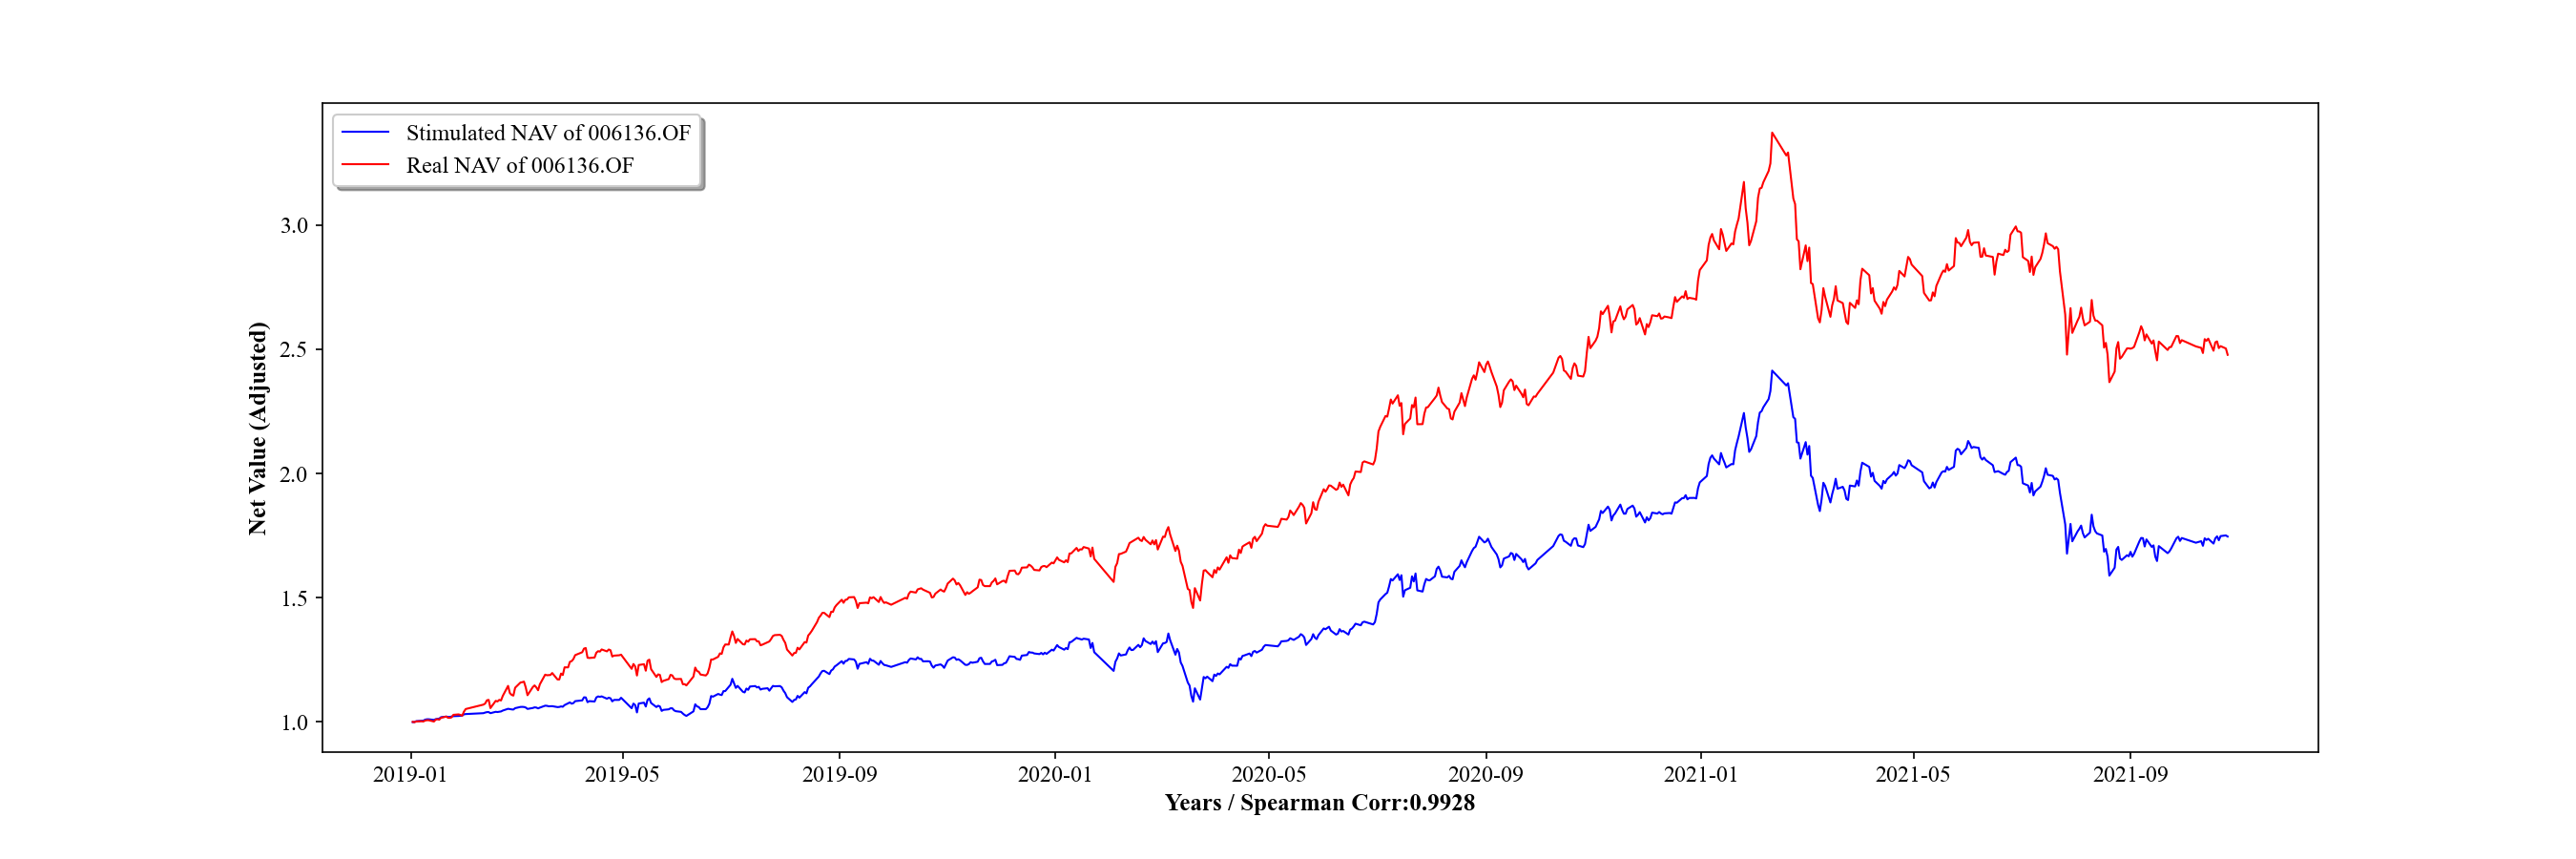 Stimulated NAV of 006136.OF
Real NAV of 006136.OF
Net Value (Adjusted)
3.0
2.5
2.0
1.5
1.0
2019-01 2019-05 2019-09 2020-01 2020-05 2020-09 2021-01 2021-05 2021-09
Years / Spearman Corr:0.9928